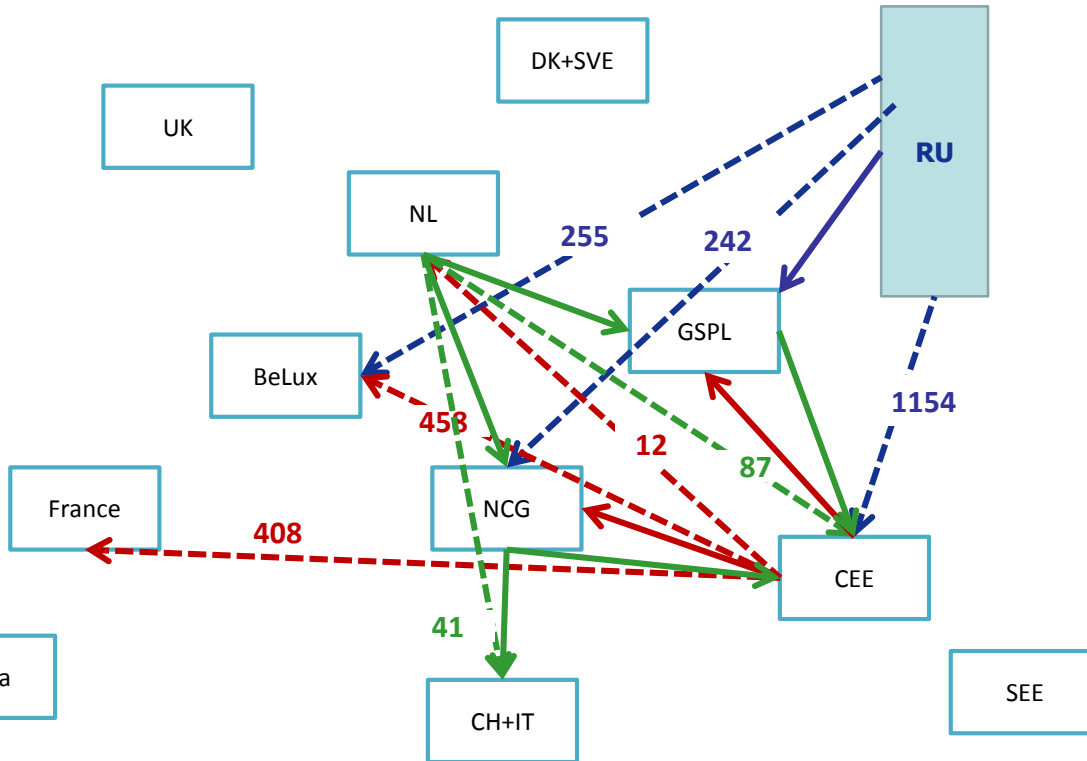 DK+SVE
UK
RU
NL
255
242
GSPL
BeLux
1154
458
12
87
France
NCG
408
CEE
41
a
SEE
CH+IT